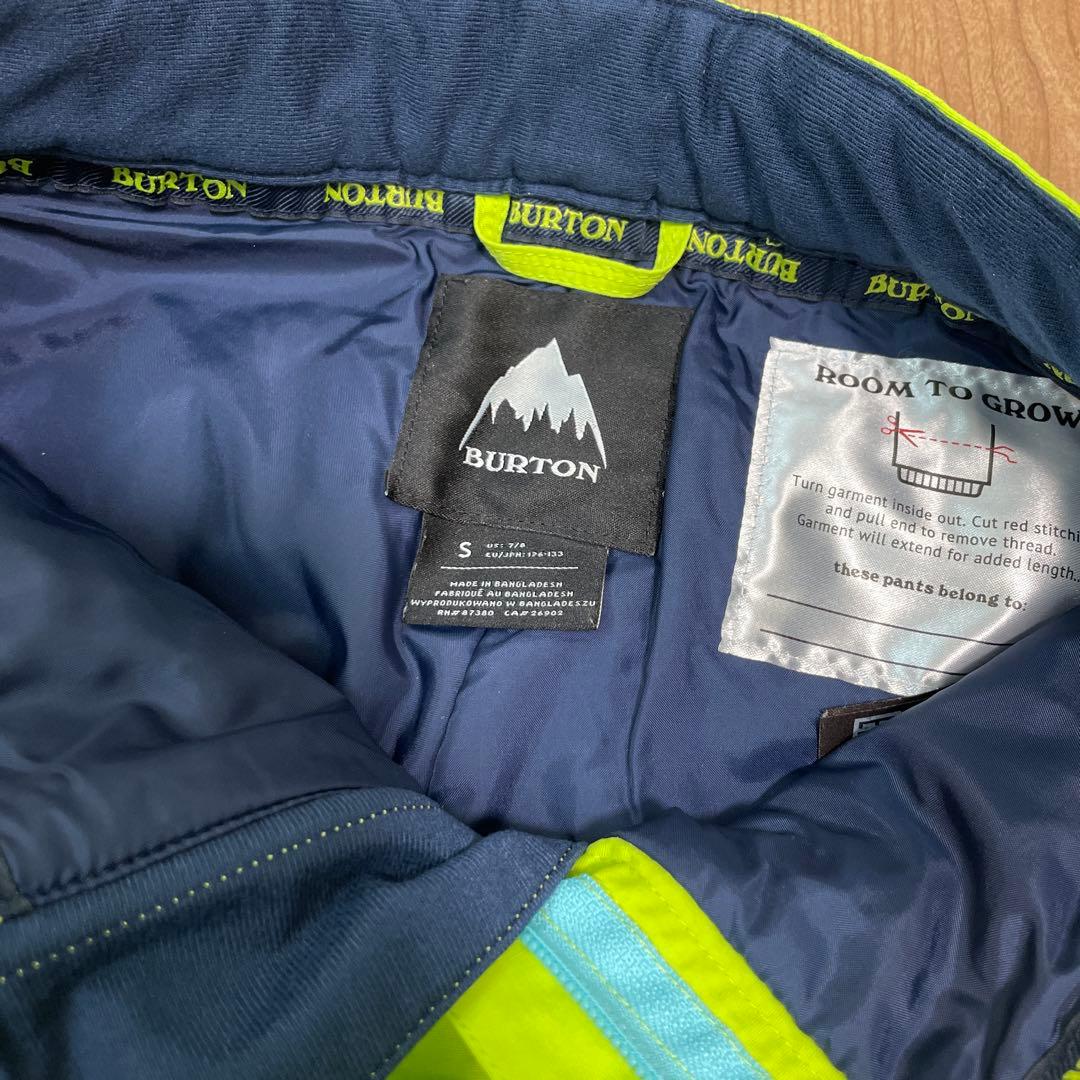 BURTON
BURTON
BURTON
BURTON
BURTON
S
US: 7/8
EU/JPN: 126-133
MADE IN BANGLADESH
FABRIQUÉ AU BANGLADESH
WYPRODUKOWANO W BANGLADESZU
RN# 87380 CA# 26902
ROOM TO GROW
Turn garment inside out. Cut red stitchi
and pull end to remove thread.
Garment will extend for added length.
these pants belong to: